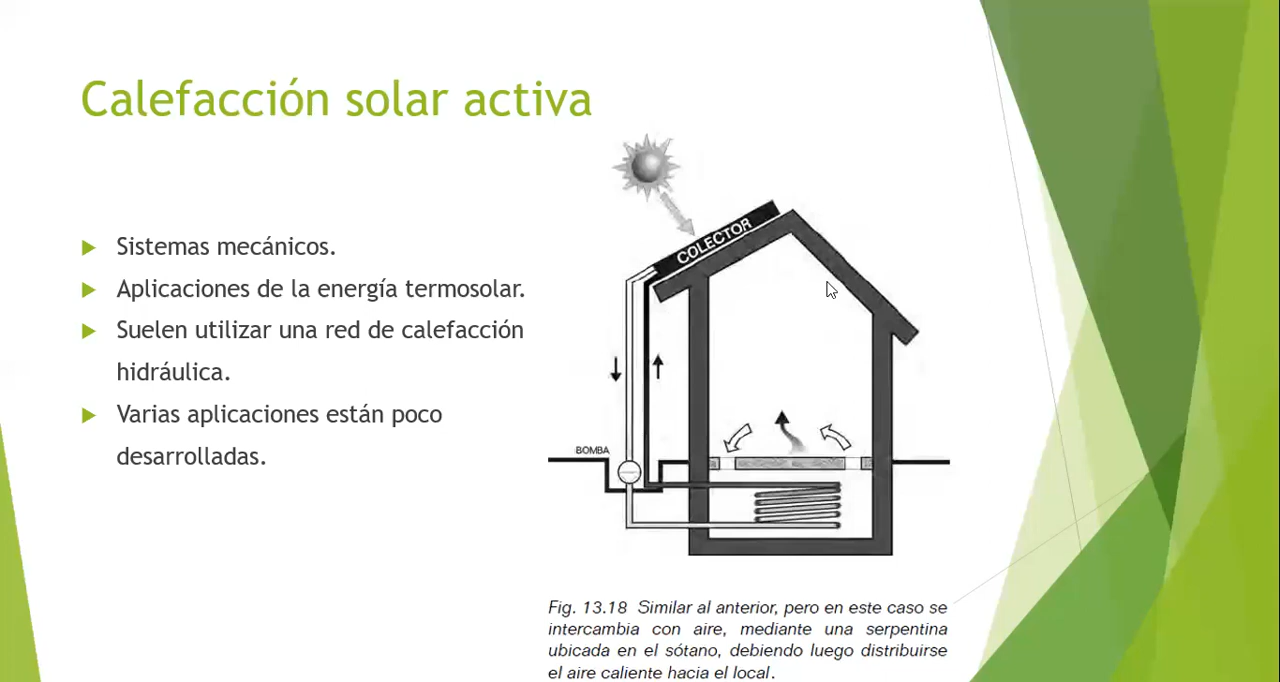 Calefacción solar activa
Sistemas mecánicos.
Aplicaciones de la energía termosolar.
Suelen utilizar una red de calefacción
hidráulica.
Varias aplicaciones están poco
desarrolladas.
COLECTOR
BOMBA
Fig. 13.18 Similar al anterior, pero en este caso se
intercambia con aire, mediante una serpentina
ubicada en el sótano, debiendo luego distribuirse
el aire caliente hacia el local.